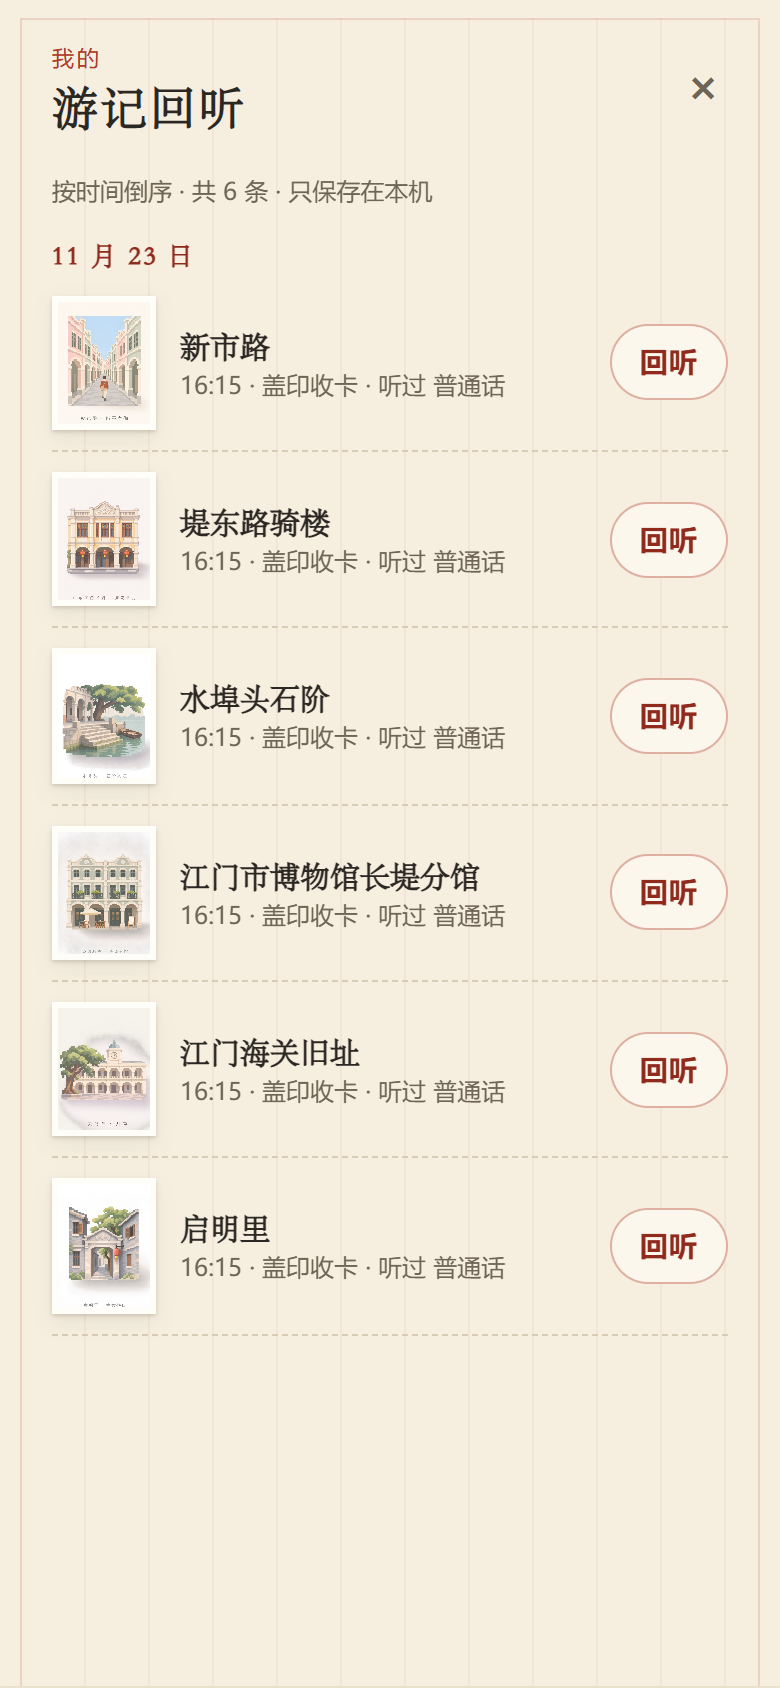 我的
游记回听
✕
按时间倒序 · 共 6 条 · 只保存在本机
11 月 23 日
新市路
16:15 · 盖印收卡 · 听过 普通话
回听
堤东路骑楼
16:15 · 盖印收卡 · 听过 普通话
回听
水埠头石阶
16:15 · 盖印收卡 · 听过 普通话
回听
江门市博物馆长堤分馆
16:15 · 盖印收卡 · 听过 普通话
回听
江门海关旧址
16:15 · 盖印收卡 · 听过 普通话
回听
启明里
16:15 · 盖印收卡 · 听过 普通话
回听